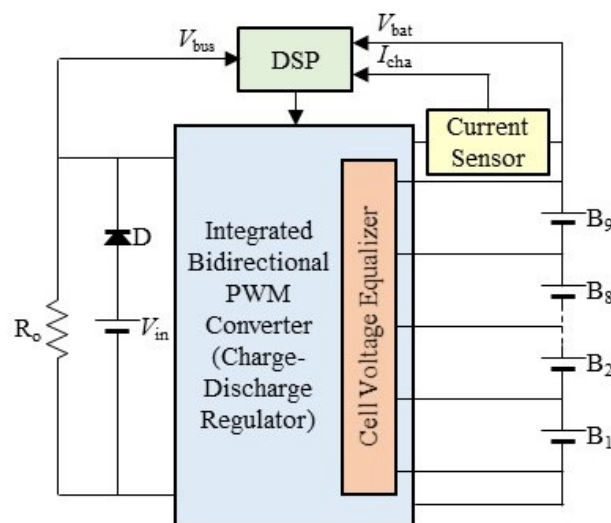 V_bat
V_bus
DSP
I_cha
Current
Sensor
Integrated
Bidirectional
PWM
Converter
(Charge-
Discharge
Regulator)
Cell Voltage Equalizer
D
R_o
V_in
B_9
B_8
B_2
B_1